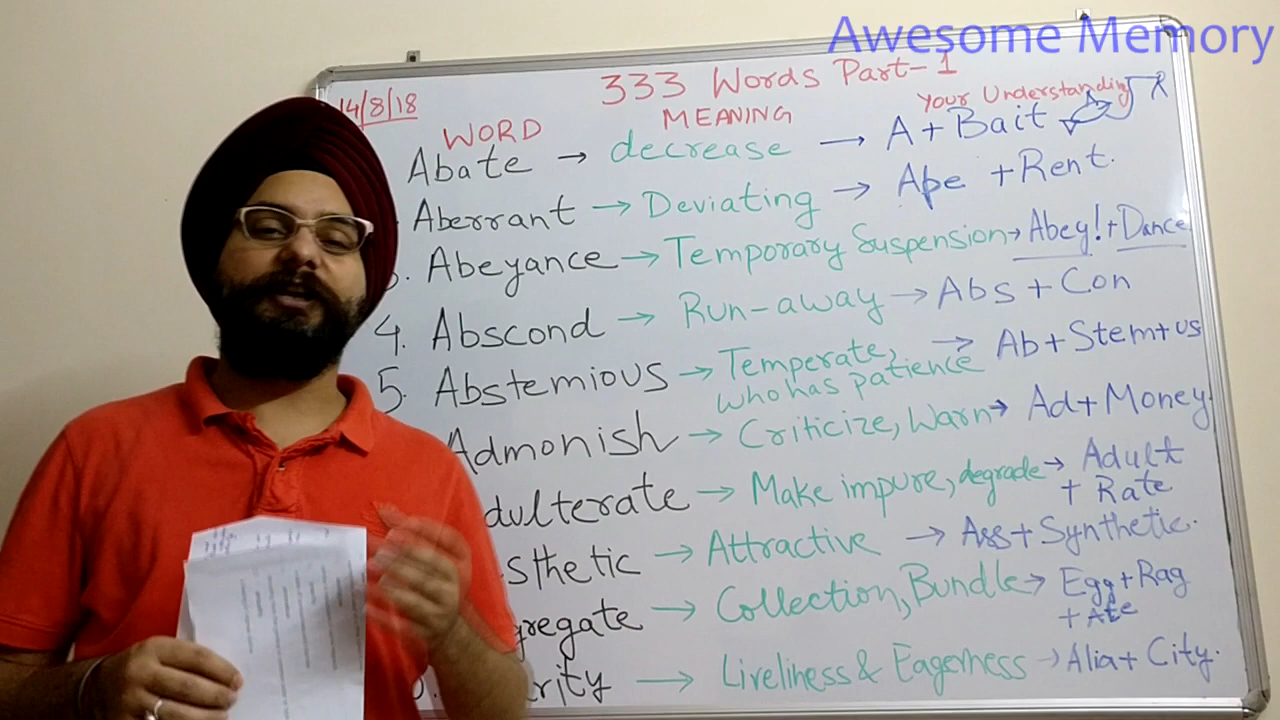 Awesome Memory
14/8/18
333 Words Part-1
WORD MEANING Your Understanding
Abate → decrease → A + Bait
Aberrant → Deviating → Ape + Rent.
Abeyance → Temporary Suspension → Abey! + Dance
4. Abscond → Run-away → Abs + Con
5. Abstemious → Temperate, who has patience → Ab + Stem + us
Admonish → Criticize, Warn → Ad + Money
dulterate → Make impure, degrade → Adult + Rate
sthetic → Attractive → Ass + Synthetic.
gregate → Collection, Bundle → Egg + Rag + Ate
rity → Liveliness & Eagerness → Alia + City.